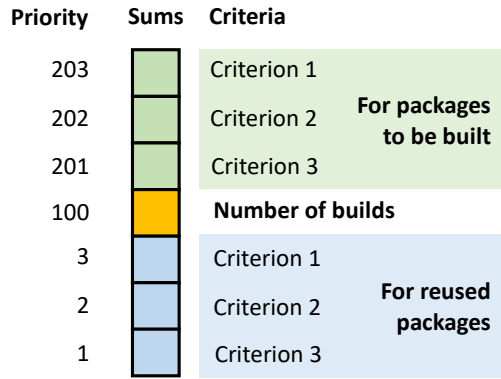 Priority Sums Criteria
203 Criterion 1
202 Criterion 2
201 Criterion 3
For packages
to be built
100 Number of builds
3 Criterion 1
2 Criterion 2
1 Criterion 3
For reused
packages